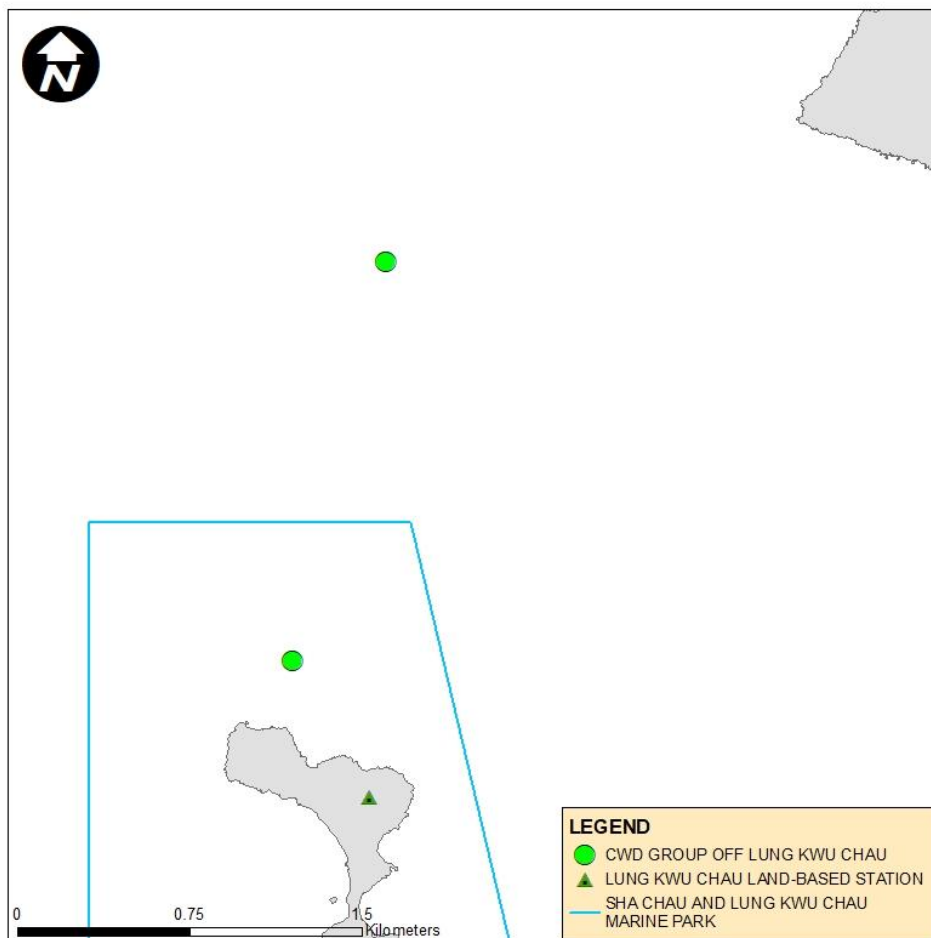 N
LEGEND
CWD GROUP OFF LUNG KWU CHAU
LUNG KWU CHAU LAND-BASED STATION
SHA CHAU AND LUNG KWU CHAU
MARINE PARK
0 0.75 1.5
Kilometers